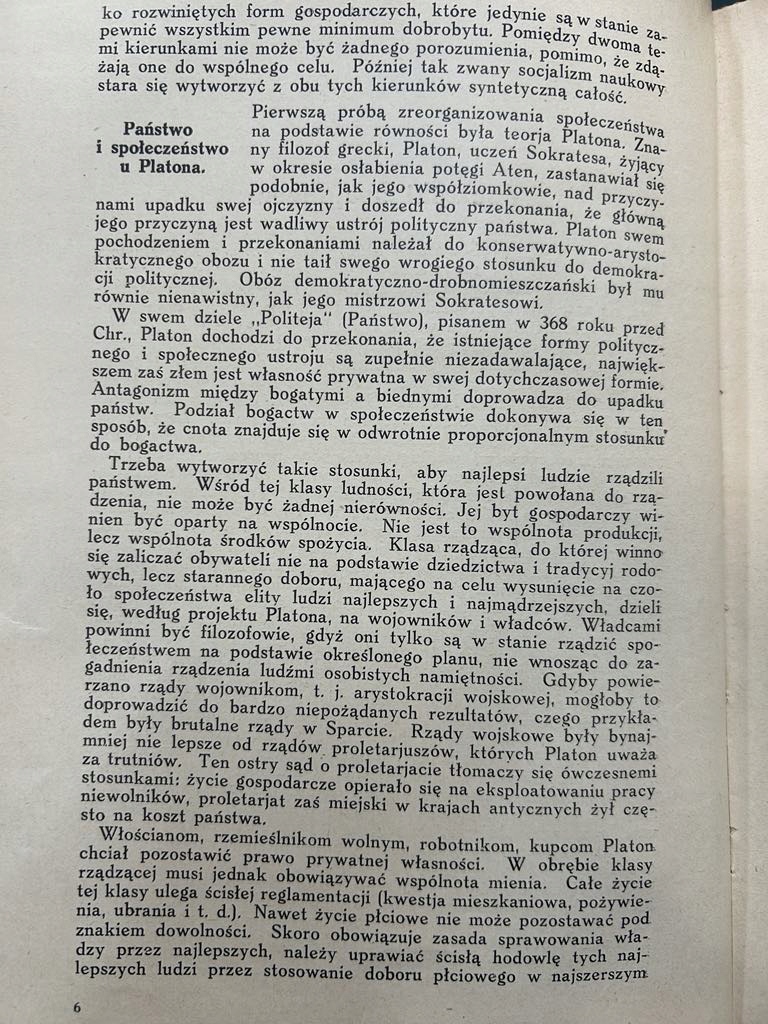 ko rozwiniętych form gospodarczych, które jedynie są w stanie za-
pewnić wszystkim pewne minimum dobrobytu. Pomiędzy dwoma te-
mi kierunkami nie może być żadnego porozumienia, pomimo, że zdą-
żają one do wspólnego celu. Później tak zwany socjalizm naukowy
stara się wytworzyć z obu tych kierunków syntetyczną całość.
Państwo
i społeczeństwo
u Platona.
Pierwszą próbą zreorganizowania społeczeństwa
na podstawie równości była teorja Platona. Zna-
ny filozof grecki, Platon, uczeń Sokratesa, żyjący
w okresie osłabienia potęgi Aten, zastanawiał się
podobnie, jak jego współziomkowie, nad przyczy-
nami upadku swej ojczyzny i doszedł do przekonania, że główną
jego przyczyną jest wadliwy ustrój polityczny państwa. Platon swem
pochodzeniem i przekonaniami należał do konserwatywno-arysto-
kratycznego obozu i nie taił swego wrogiego stosunku do demokra-
cji politycznej. Obóz demokratyczno-drobnomieszczański był mu
równie nienawistny, jak jego mistrzowi Sokratesowi.
W swem dziele „Politeja" (Państwo), pisanem w 368 roku przed
Chr., Platon dochodzi do przekonania, że istniejące formy politycz-
nego i społecznego ustroju są zupełnie niezadawalające, najwięk-
szem zaś złem jest własność prywatna w swej dotychczasowej formie.
Antagonizm między bogatymi a biednymi doprowadza do upadku
państw. Podział bogactw w społeczeństwie dokonywa się w ten
sposób, że cnota znajduje się w odwrotnie proporcjonalnym stosunku
do bogactwa.
Trzeba wytworzyć takie stosunki, aby najlepsi ludzie rządzili
państwem. Wśród tej klasy ludności, która jest powołana do rzą-
dzenia, nie może być żadnej nierówności. Jej byt gospodarczy wi-
nien być oparty na wspólnocie. Nie jest to wspólnota produkcji,
lecz wspólnota środków spożycia. Klasa rządząca, do której winno
się zaliczać obywateli nie na podstawie dziedzictwa i tradycyj rodo-
wych, lecz starannego doboru, mającego na celu wysunięcie na czo-
ło społeczeństwa elity ludzi najlepszych i najmądrzejszych, dzieli
się, według projektu Platona, na wojowników i władców. Władcami
powinni być filozofowie, gdyż oni tylko są w stanie rządzić spo-
łeczeństwem na podstawie określonego planu, nie wnosząc do za-
gadnienia rządzenia ludźmi osobistych namiętności. Gdyby powie-
rzano rządy wojownikom, t. j. arystokracji wojskowej, mogłoby to
doprowadzić do bardzo niepożądanych rezultatów, czego przykła-
dem były brutalne rządy w Sparcie. Rządy wojskowe były bynaj-
mniej nie lepsze od rządów proletarjuszów, których Platon uważa
za trutniów. Ten ostry sąd o proletarjacie tłomaczy się ówczesnemi
stosunkami: życie gospodarcze opierało się na eksploatowaniu pracy
niewolników, proletarjat zaś miejski w krajach antycznych żył czę-
sto na koszt państwa.
Włościanom, rzemieślnikom wolnym, robotnikom, kupcom Platon
chciał pozostawić prawo prywatnej własności. W obrębie klasy
rządzącej musi jednak obowiązywać wspólnota mienia. Całe życie
tej klasy ulega ścisłej reglamentacji (kwestja mieszkaniowa, pożywie-
nia, ubrania i t. d.). Nawet życie płciowe nie może pozostawać pod
znakiem dowolności. Skoro obowiązuje zasada sprawowania wła-
dzy przez najlepszych, należy uprawiać ścisłą hodowlę tych naj-
lepszych ludzi przez stosowanie doboru płciowego w najszerszym
6